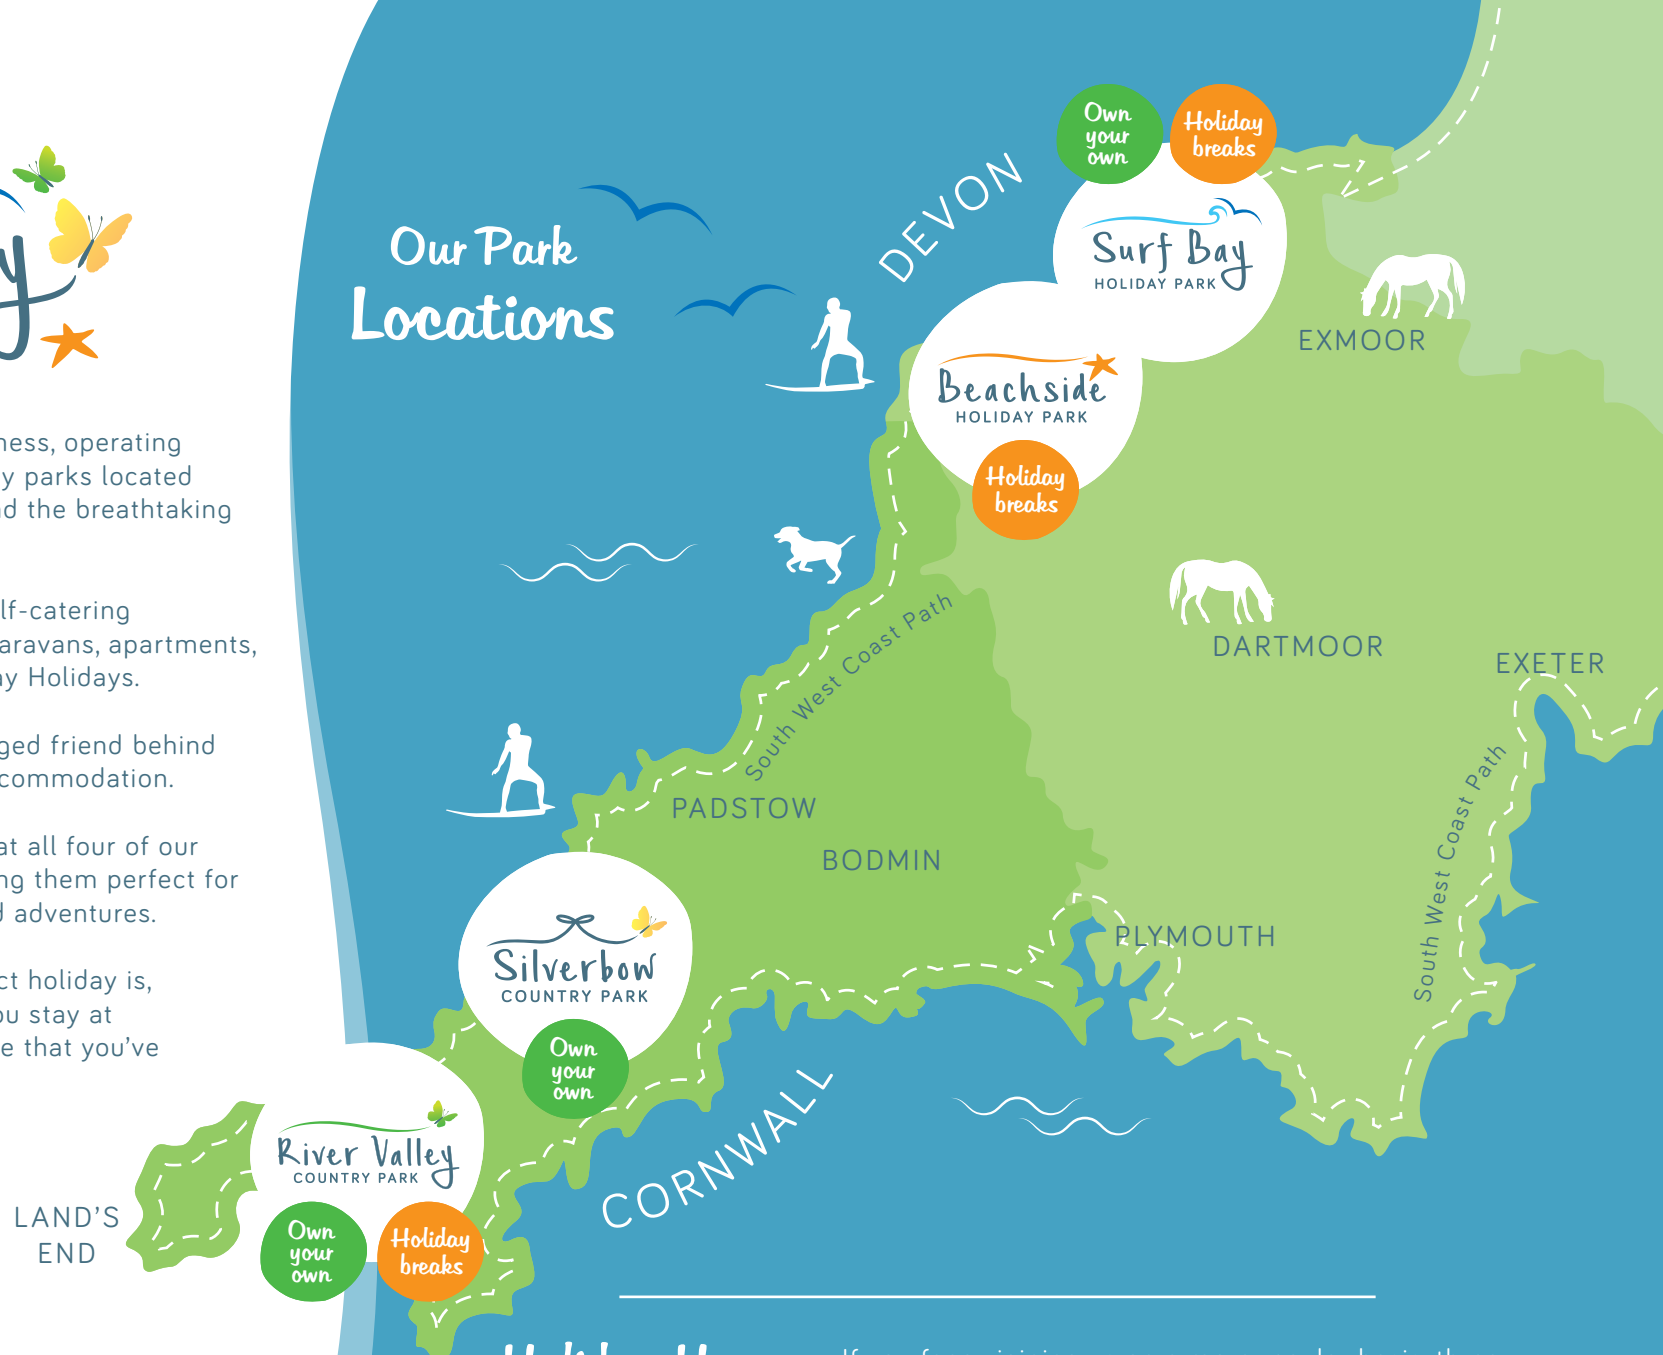 y
ness, operating
y parks located
nd the breathtaking
lf-catering
aravans, apartments,
ay Holidays.
ged friend behind
commodation.
at all four of our
ng them perfect for
d adventures.
ct holiday is,
ou stay at
e that you've
Our Park
Locations
DEVON
Own
your
own
Holiday
breaks
Surf Bay
HOLIDAY PARK
Beachside
HOLIDAY PARK
Holiday
breaks
EXMOOR
DARTMOOR
EXETER
South West Coast Path
PADSTOW
BODMIN
PLYMOUTH
South West Coast Path
Silverbow
COUNTRY PARK
Own
your
own
CORNWALL
River Valley
COUNTRY PARK
Own
your
own
Holiday
breaks
LAND'S
END